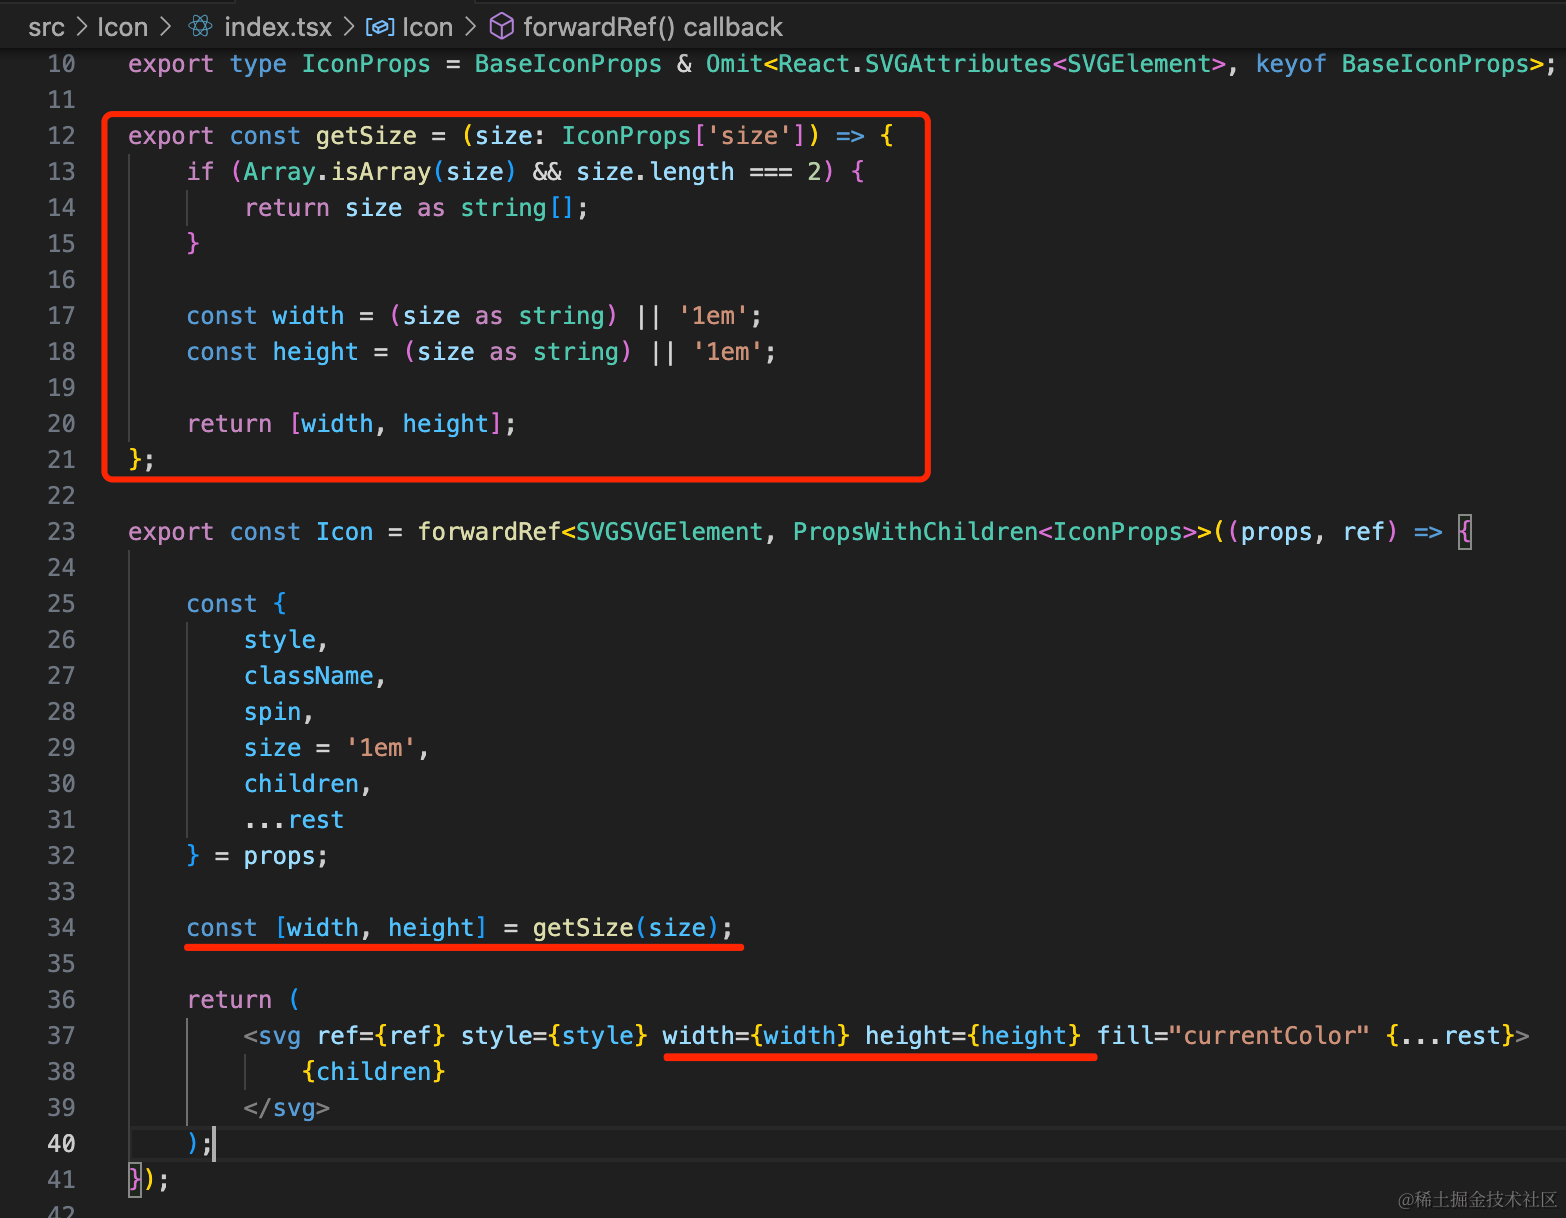 src > Icon > index.tsx > Icon > forwardRef() callback
10 export type IconProps = BaseIconProps & Omit<React.SVGAttributes<SVGElement>, keyof BaseIconProps>;
11
12 export const getSize = (size: IconProps['size']) => {
13     if (Array.isArray(size) && size.length === 2) {
14         return size as string[];
15     }
16
17     const width = (size as string) || '1em';
18     const height = (size as string) || '1em';
19
20     return [width, height];
21 };
22
23 export const Icon = forwardRef<SVGSVGElement, PropsWithChildren<IconProps>>((props, ref) => {
24
25     const {
26         style,
27         className,
28         spin,
29         size = '1em',
30         children,
31         ...rest
32     } = props;
33
34     const [width, height] = getSize(size);
35
36     return (
37         <svg ref={ref} style={style} width={width} height={height} fill="currentColor" {...rest}>
38             {children}
39         </svg>
40     );
41 });
42
@稀土掘金技术社区